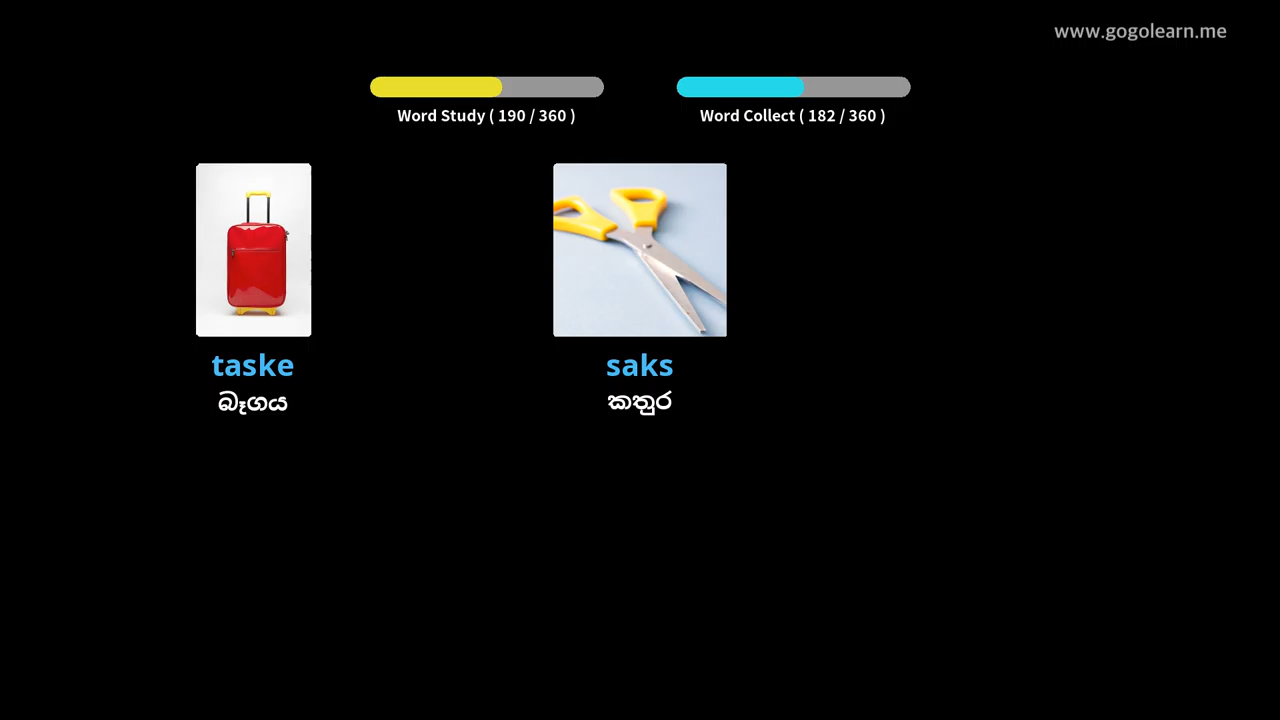 www.gogolearn.me
Word Study ( 190 / 360 )
Word Collect ( 182 / 360 )
taske
බෑගය
saks
කතුර